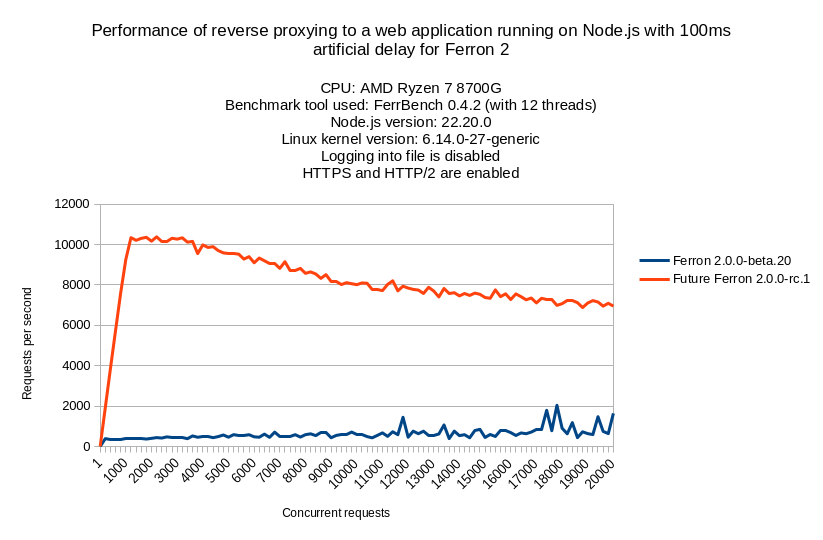 Performance of reverse proxying to a web application running on Node.js with 100ms
artificial delay for Ferron 2
CPU: AMD Ryzen 7 8700G
Benchmark tool used: FerrBench 0.4.2 (with 12 threads)
Node.js version: 22.20.0
Linux kernel version: 6.14.0-27-generic
Logging into file is disabled
HTTPS and HTTP/2 are enabled
12000
10000
8000
6000
4000
2000
0
Requests per second
1
1000
2000
3000
4000
5000
6000
7000
8000
9000
10000
11000
12000
13000
14000
15000
16000
17000
18000
19000
20000
Concurrent requests
Ferron 2.0.0-beta.20
Future Ferron 2.0.0-rc.1